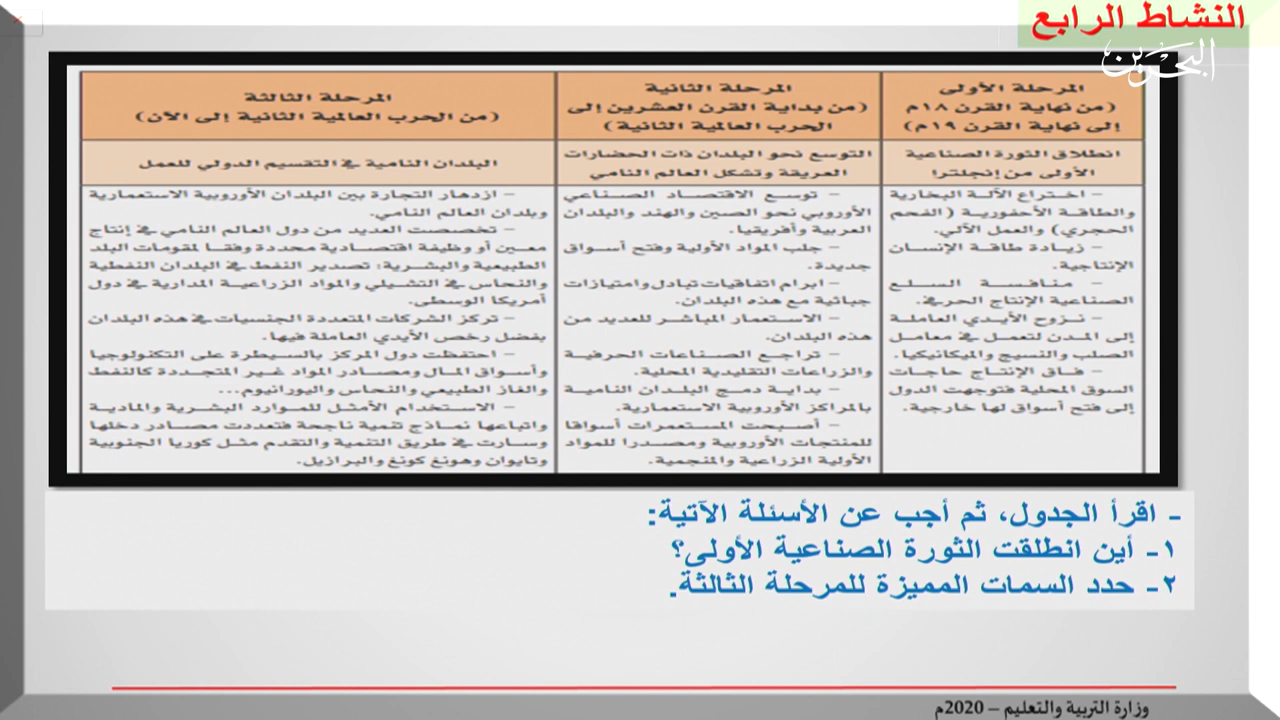 النشاط الرابع
البحرين
المرحلة الأولى
(من نهاية القرن ١٨م
إلى نهاية القرن ١٩م)
المرحلة الثانية
(من بداية القرن العشرين إلى
الحرب العالمية الثانية)
المرحلة الثالثة
(من الحرب العالمية الثانية إلى الآن)
انطلاق الثورة الصناعية
الأولى من إنجلترا
التوسع نحو البلدان ذات الحضارات
العريقة وتشكل العالم النامي
البلدان النامية في التقسيم الدولي للعمل
- اختراع الآلة البخارية
والطاقة الأحفورية (الفحم
الحجري) والعمل الآلي.
- زيادة طاقة الإنسان
الإنتاجية.
- منافسة السلع
الصناعية الإنتاج الحرفي.
- نزوح الأيدي العاملة
إلى المدن لتعمل في معامل
الصلب والنسيج والميكانيكا.
- فاق الإنتاج حاجات
السوق المحلية فتوجهت الدول
إلى فتح أسواق لها خارجية.
- توسع الاقتصاد الصناعي
الأوروبي نحو الصين والهند والبلدان
العربية وأفريقيا.
- جلب المواد الأولية وفتح أسواق
جديدة.
- ابرام اتفاقيات تبادل وامتيازات
جبائية مع هذه البلدان.
- الاستعمار المباشر للعديد من
هذه البلدان.
- تراجع الصناعات الحرفية
والزراعات التقليدية المحلية.
- بداية دمج البلدان النامية
بالمراكز الأوروبية الاستعمارية.
- أصبحت المستعمرات أسواقا
للمنتجات الأوروبية ومصدرا للمواد
الأولية الزراعية والمنجمية.
- ازدهار التجارة بين البلدان الأوروبية الاستعمارية
وبلدان العالم النامي.
- تخصصت العديد من دول العالم النامي في إنتاج
معين أو وظيفة اقتصادية محددة وفقا لمقومات البلد
الطبيعية والبشرية: تصدير النفط في البلدان النفطية
والنحاس في التشيلي والمواد الزراعية المدارية في دول
أمريكا الوسطى.
- تركز الشركات المتعددة الجنسيات في هذه البلدان
بفضل رخص الأيدي العاملة فيها.
- احتفظت دول المركز بالسيطرة على التكنولوجيا
وأسواق المال ومصادر المواد غير المتجددة كالنفط
والغاز الطبيعي والنحاس واليورانيوم...
- الاستخدام الأمثل للموارد البشرية والمادية
واتباعها نماذج تنمية ناجحة فتعددت مصادر دخلها
وسارت في طريق التنمية والتقدم مثل كوريا الجنوبية
وتايوان وهونغ كونغ والبرازيل.
- اقرأ الجدول، ثم أجب عن الأسئلة الآتية:
١- أين انطلقت الثورة الصناعية الأولى؟
٢- حدد السمات المميزة للمرحلة الثالثة.
وزارة التربية والتعليم – 2020م